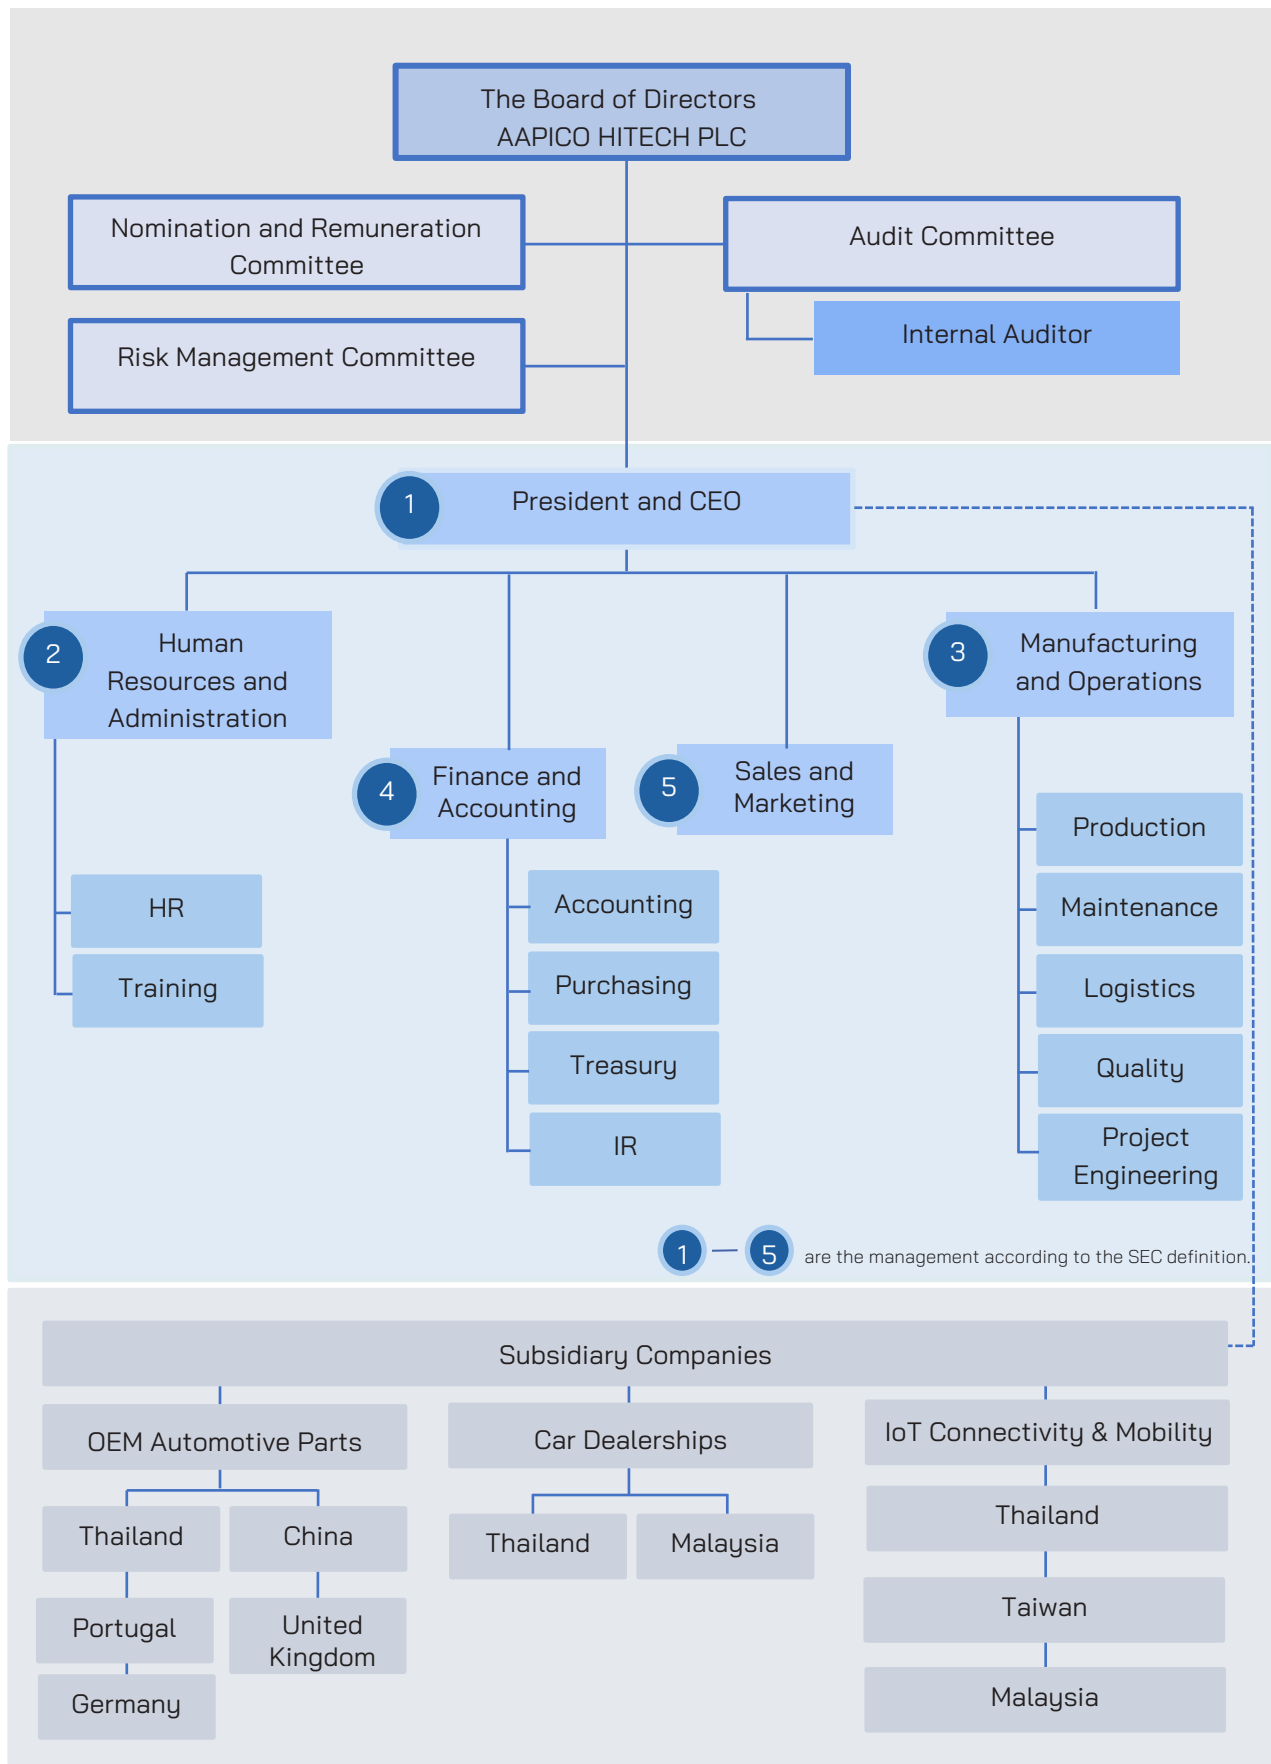 The Board of Directors
AAPICO HITECH PLC
Nomination and Remuneration
Committee
Audit Committee
Internal Auditor
Risk Management Committee
1
President and CEO
2
Human
Resources and
Administration
3
Manufacturing
and Operations
4
Finance and
Accounting
5
Sales and
Marketing
HR
Training
Accounting
Purchasing
Treasury
IR
Production
Maintenance
Logistics
Quality
Project
Engineering
1 — 5 are the management according to the SEC definition.
Subsidiary Companies
OEM Automotive Parts
Thailand
China
Portugal
United
Kingdom
Germany
Car Dealerships
Thailand
Malaysia
IoT Connectivity & Mobility
Thailand
Taiwan
Malaysia